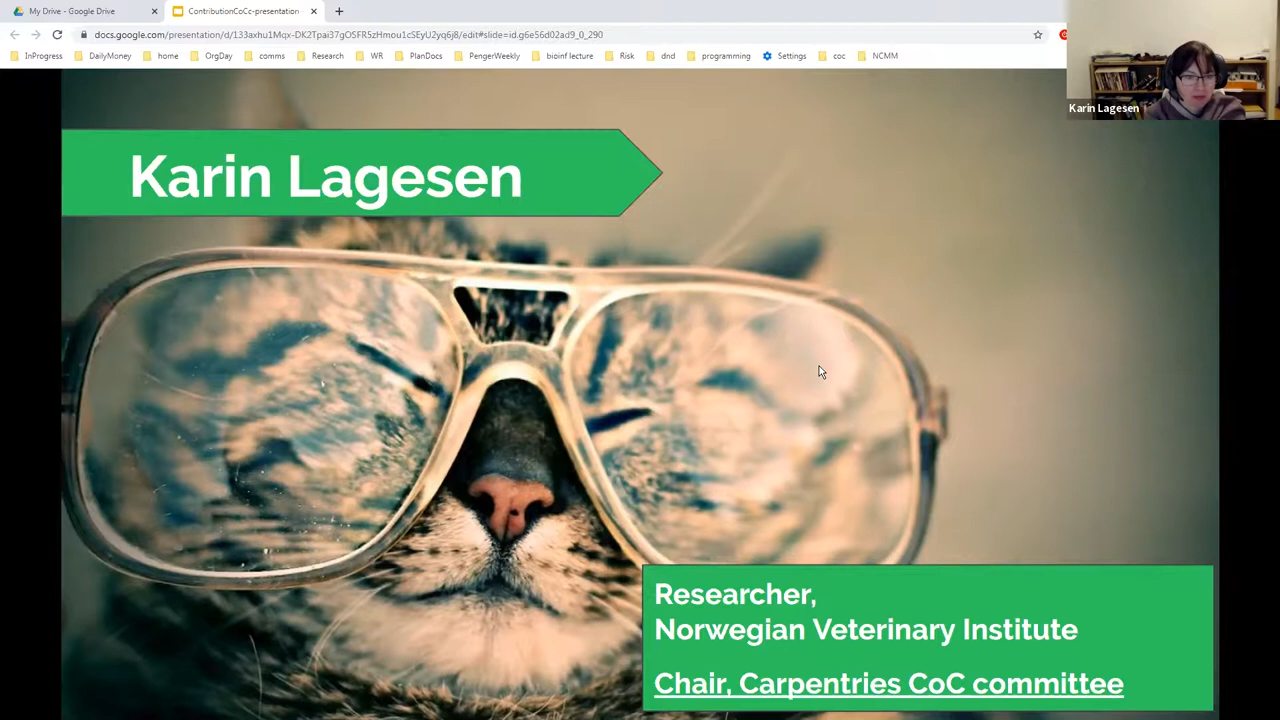 My Drive - Google Drive
ContributionCoCc-presentation
docs.google.com/presentation/d/133axhu1Mqx-DK2Tpai37gOSFR5zHmou1cSEyU2yq6j8/edit#slide=id.g6e56d02ad9_0_290
InProgress DailyMoney home OrgDay comms Research WR PlanDocs PengerWeekly bioinf lecture Risk dnd programming Settings coc NCMM
Karin Lagesen
Karin Lagesen
Researcher,
Norwegian Veterinary Institute
Chair, Carpentries CoC committee